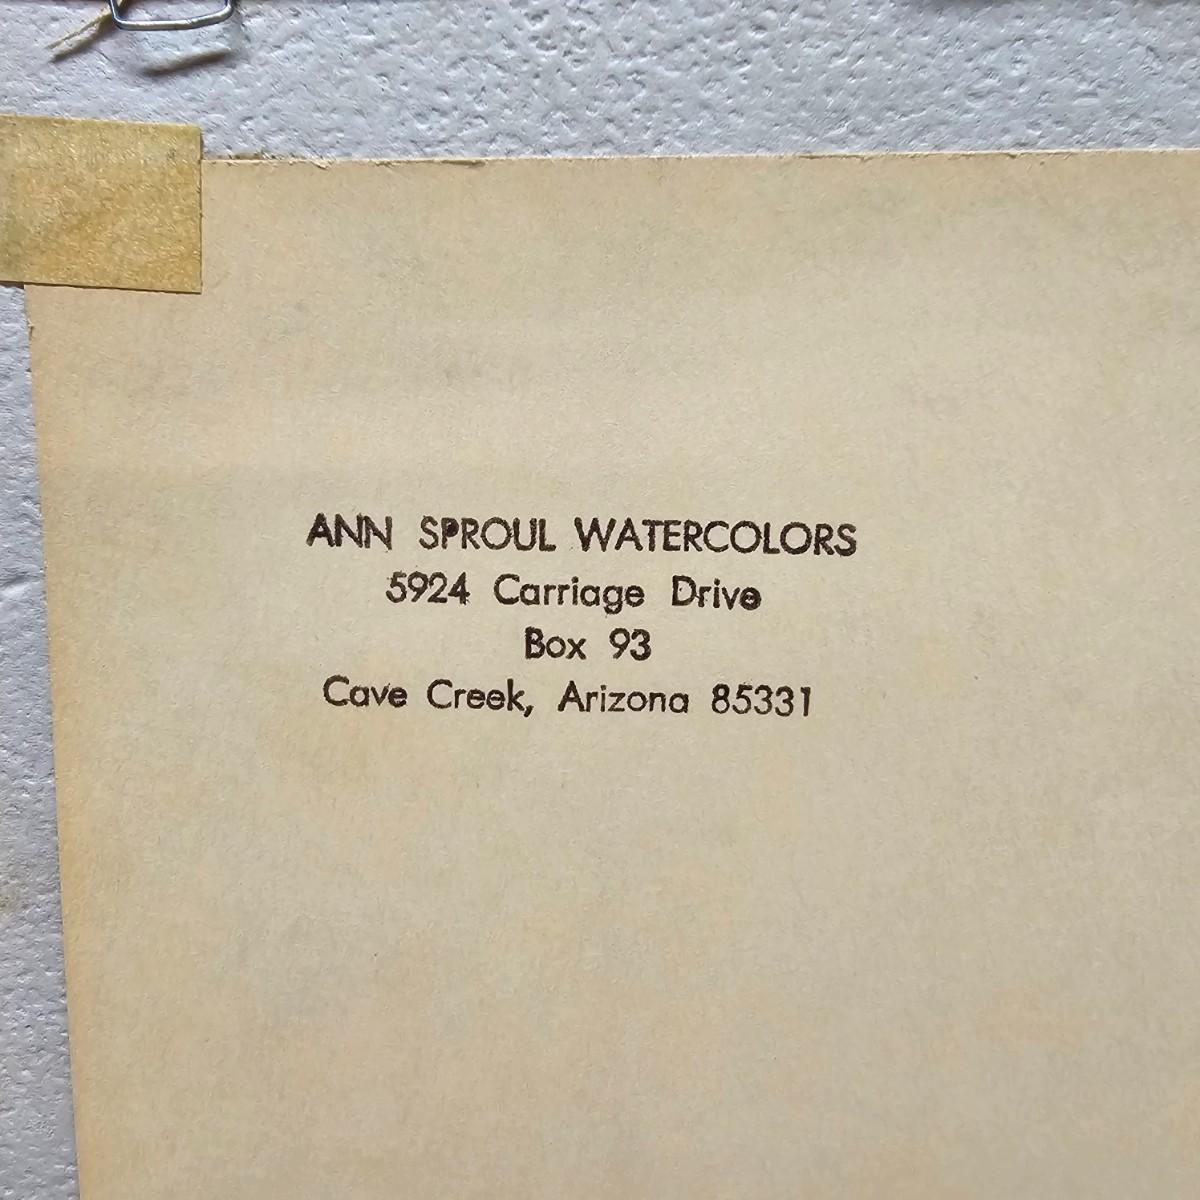 ANN SPROUL WATERCOLORS
5924 Carriage Drive
Box 93
Cave Creek, Arizona 85331